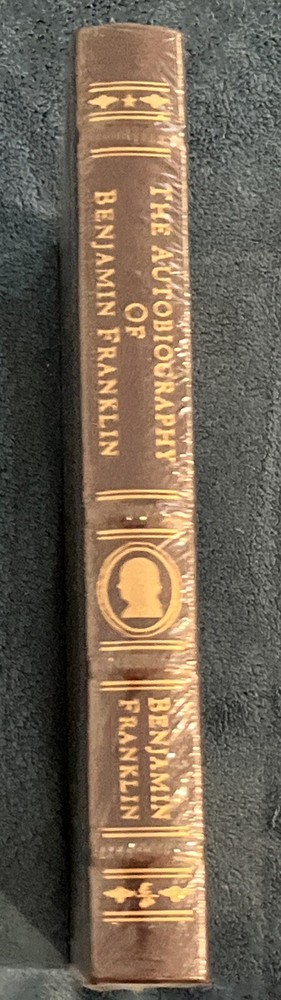 THE AUTOBIOGRAPHY
OF
BENJAMIN FRANKLIN
BENJAMIN
FRANKLIN